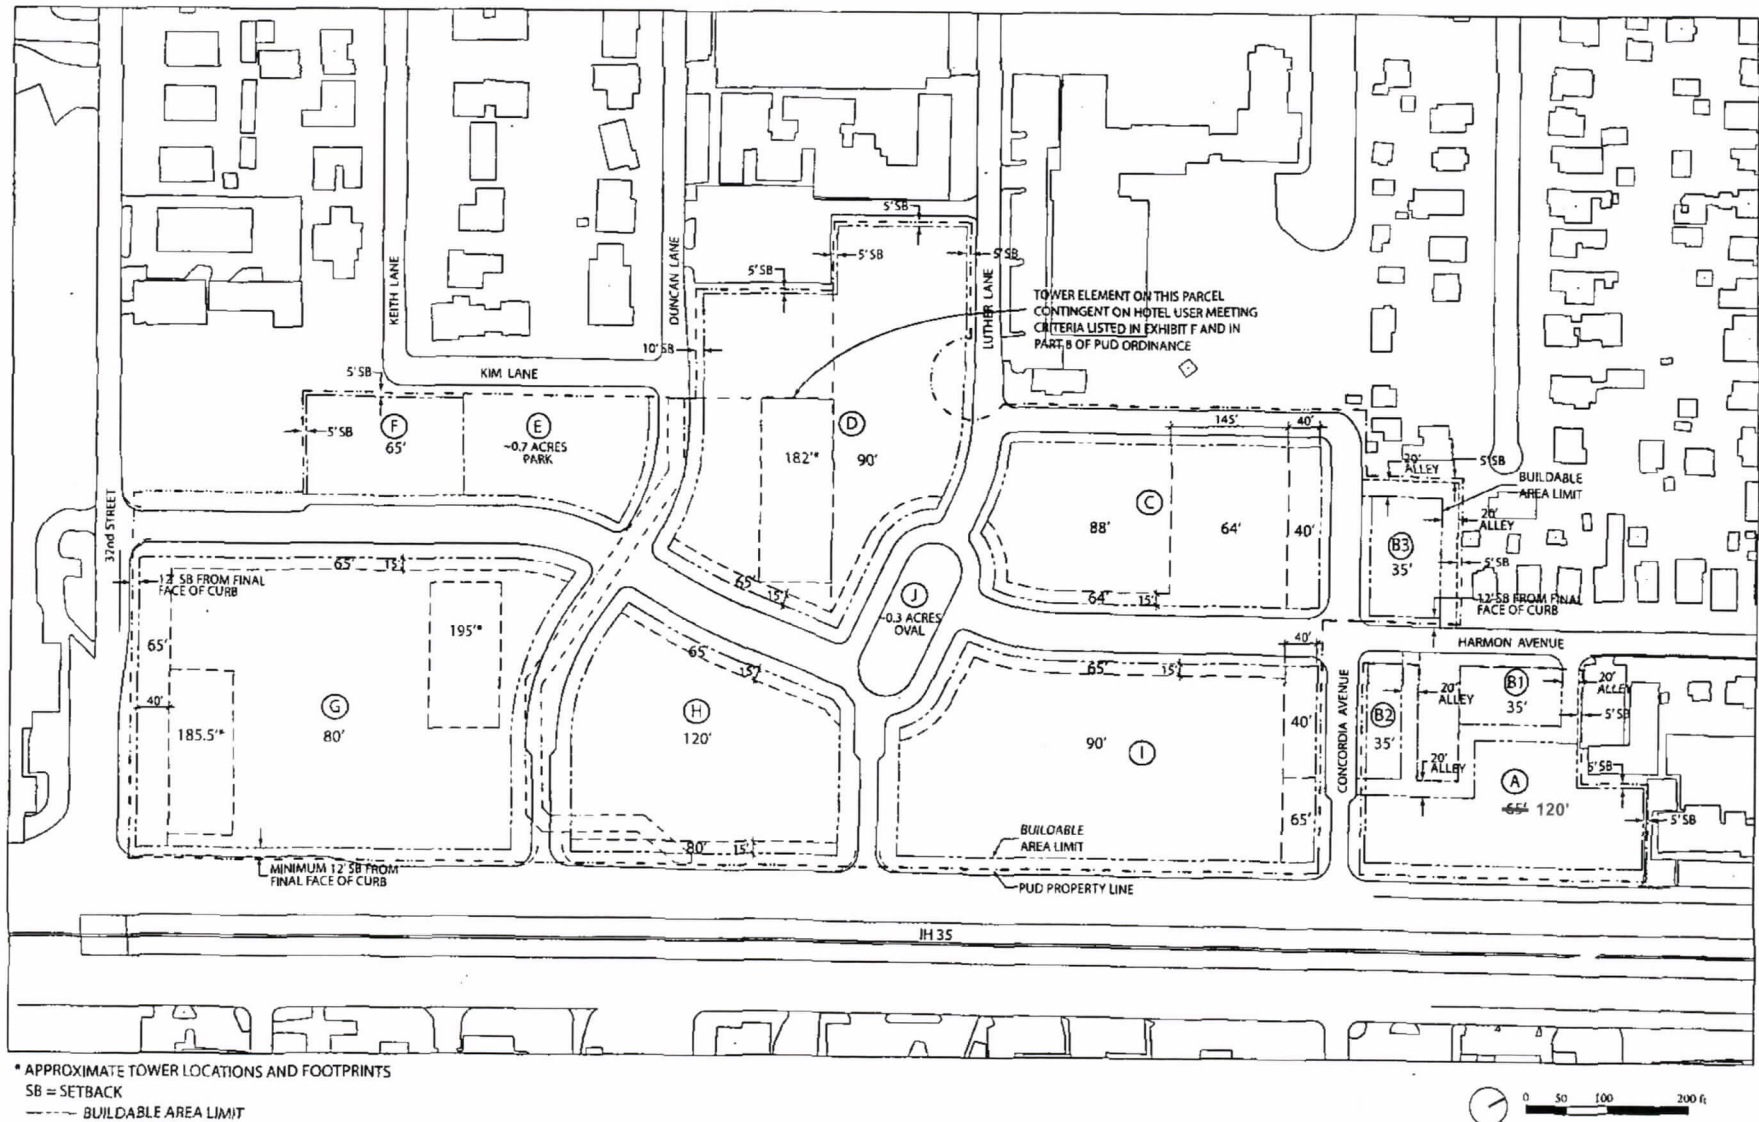 5' SB
5' SB
5' SB
5' SB
KEITH LANE
DUNCAN LANE
LUTHER LANE
TOWER ELEMENT ON THIS PARCEL
CONTINGENT ON HOTEL USER MEETING
CRITERIA LISTED IN EXHIBIT F AND IN
PART 8 OF PUD ORDINANCE
10' SB
KIM LANE
5' SB
5' SB
F
65'
E
~0.7 ACRES
PARK
D
182'*
90'
145'
40'
C
88'
64'
40'
64'
15'
20'
ALLEY
5' SB
BUILDABLE
AREA LIMIT
20'
ALLEY
B3
35'
5' SB
12' SB FROM FINAL
FACE OF CURB
HARMON AVENUE
32nd STREET
12' SB FROM FINAL
FACE OF CURB
65'
15'
65'
195'*
40'
G
185.5'*
80'
65'
15'
J
~0.3 ACRES
OVAL
65'
15'
H
120'
80'
15'
65'
15'
40'
90'
I
40'
65'
CONCORDIA AVENUE
B2
35'
20'
ALLEY
20'
ALLEY
B1
35'
20'
ALLEY
5' SB
5' SB
A
65' 120'
5' SB
BUILDABLE
AREA LIMIT
PUD PROPERTY LINE
MINIMUM 12' SB FROM
FINAL FACE OF CURB
IH 35
* APPROXIMATE TOWER LOCATIONS AND FOOTPRINTS
SB = SETBACK
BUILDABLE AREA LIMIT
0 50 100 200 ft